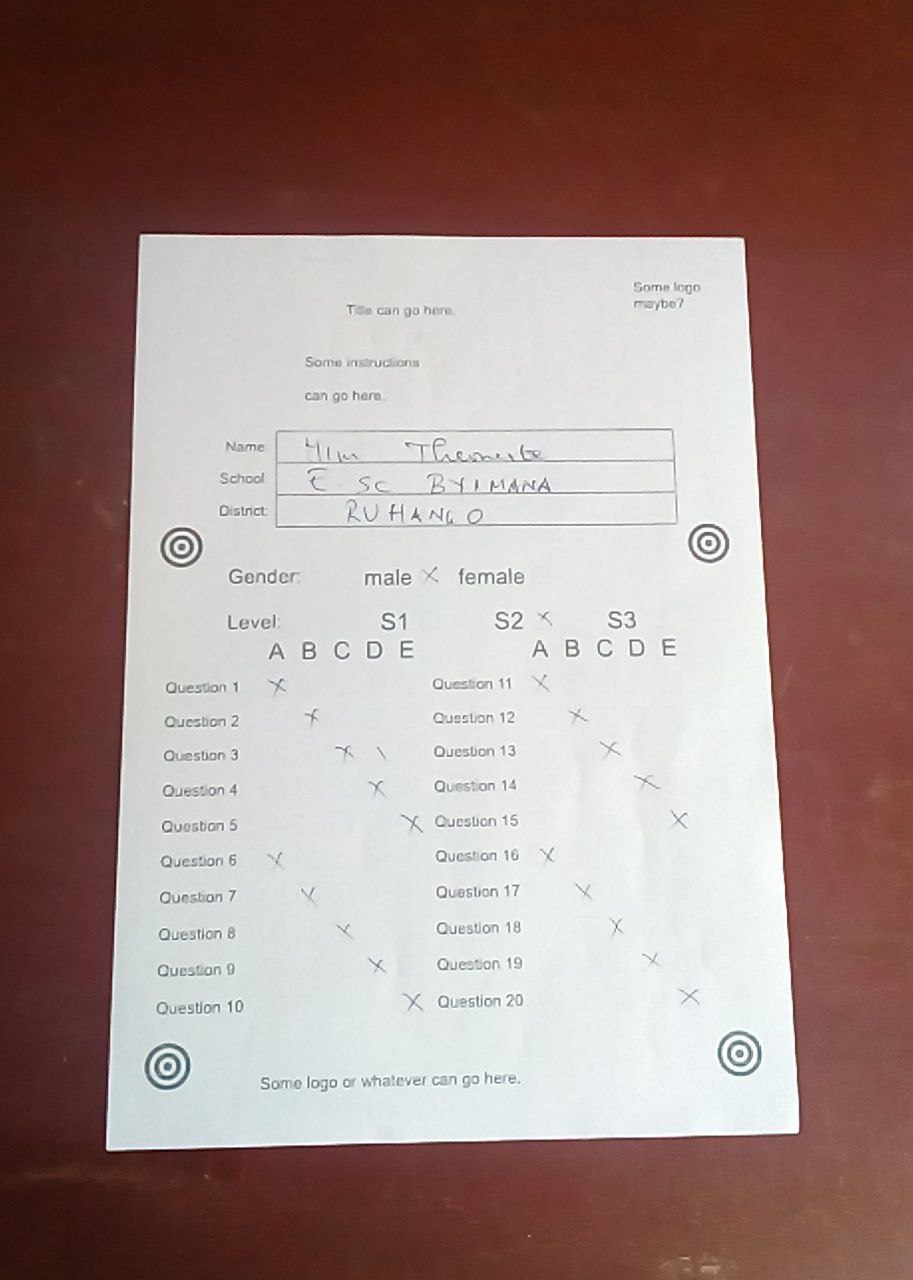 Some logo
maybe?
Title can go here.
Some instructions
can go here.
Name:
School: E SC BYIMANA
District: RUHANGO
Gender: male X female
Level: S1 S2 X S3
A B C D E A B C D E
Question 1 X Question 11 X
Question 2 X Question 12 X
Question 3 X \ Question 13 X
Question 4 X Question 14 X
Question 5 X Question 15 X
Question 6 X Question 16 X
Question 7 X Question 17 X
Question 8 X Question 18 X
Question 9 X Question 19 X
Question 10 X Question 20 X
Some logo or whatever can go here.